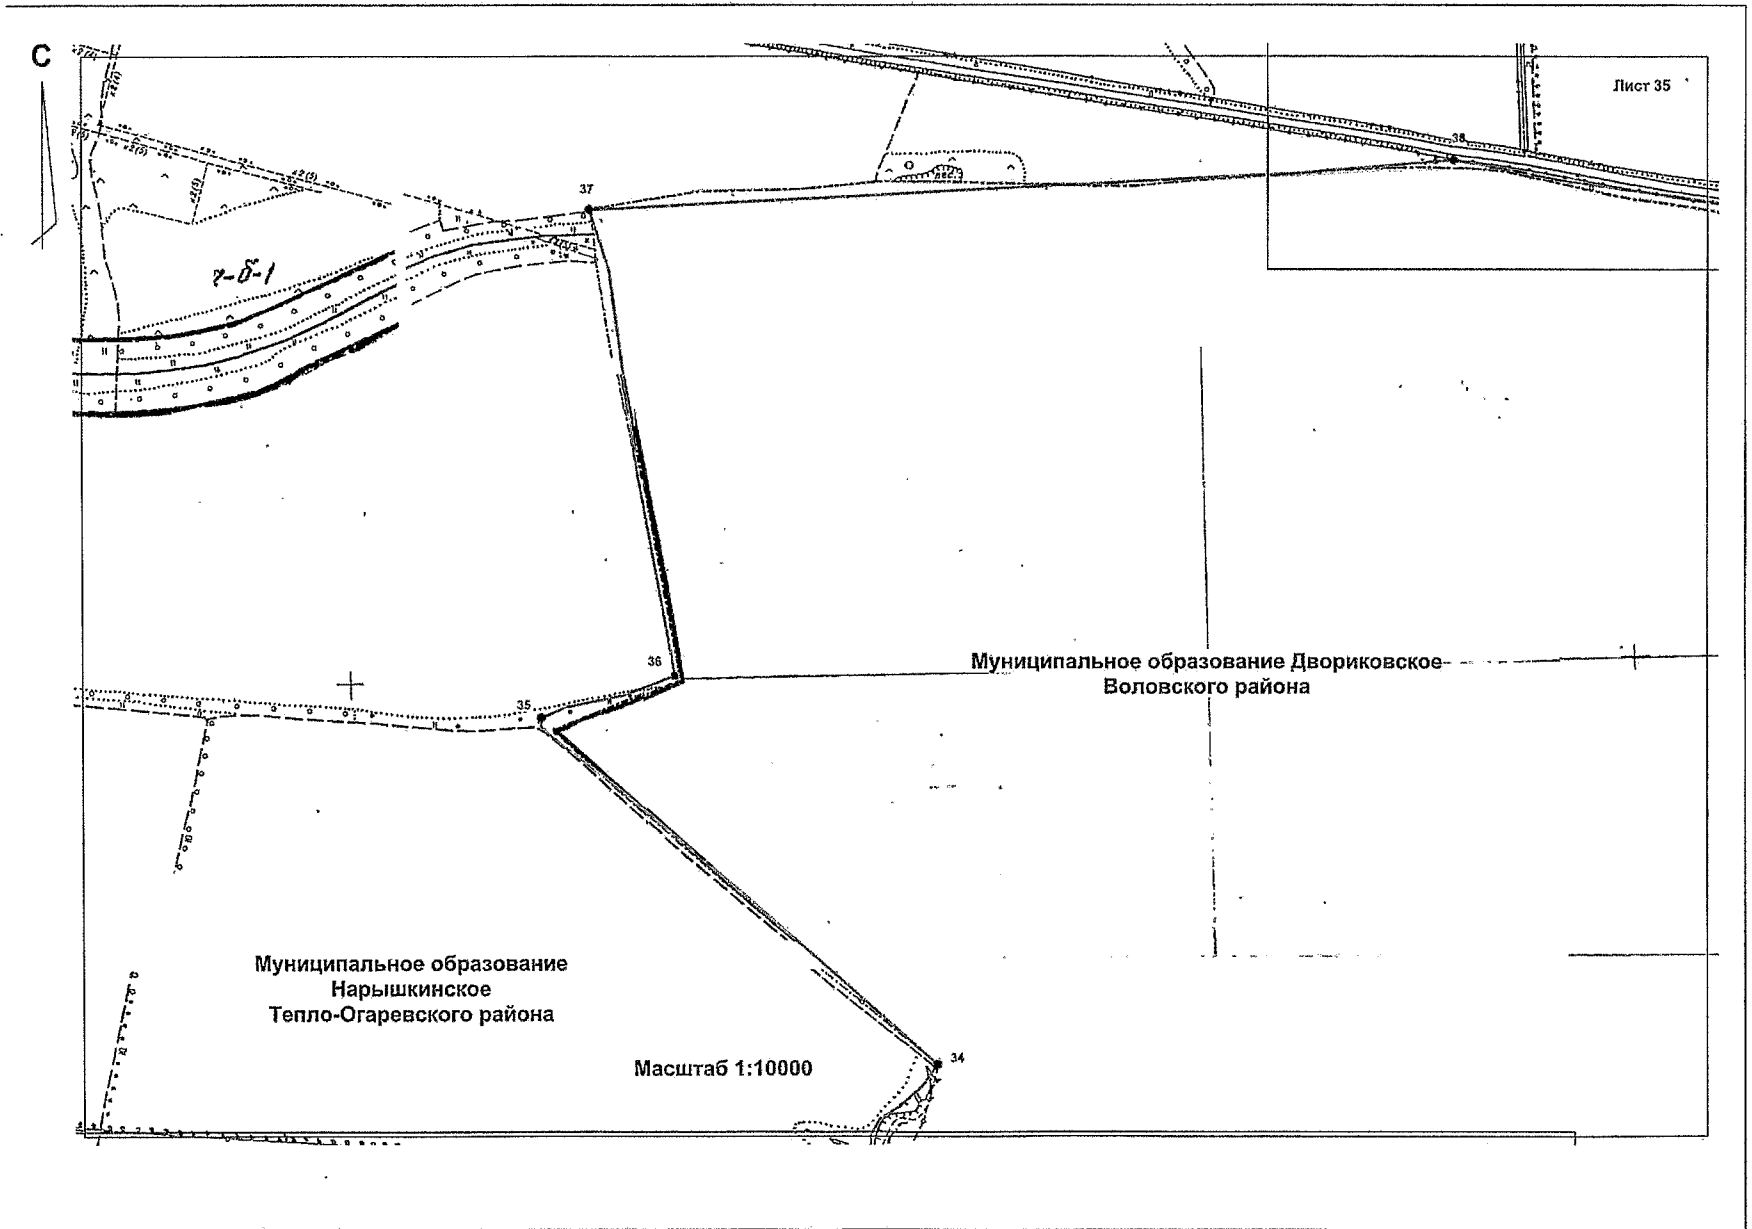 С
Лист 35
38
37
г-б-1
36
35
Муниципальное образование Двориковское
Воловского района
Муниципальное образование
Нарышкинское
Тепло-Огаревского района
34
Масштаб 1:10000